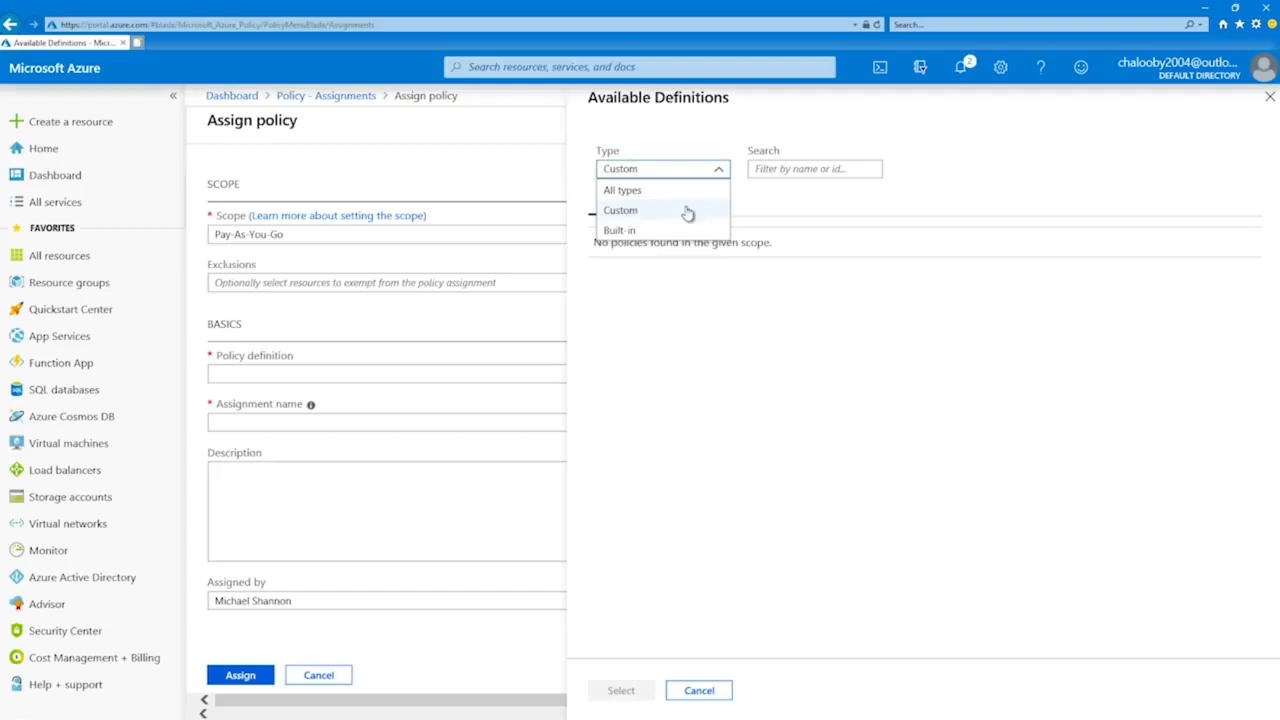 https://portal.azure.com/#blade/Microsoft_Azure_Policy/PolicyMenuBlade/Assignments
Search...
Available Definitions - Micr...
Microsoft Azure
Search resources, services, and docs
2
chalooby2004@outlo...
DEFAULT DIRECTORY
Create a resource
Home
Dashboard
All services
FAVORITES
All resources
Resource groups
Quickstart Center
App Services
Function App
SQL databases
Azure Cosmos DB
Virtual machines
Load balancers
Storage accounts
Virtual networks
Monitor
Azure Active Directory
Advisor
Security Center
Cost Management + Billing
Help + support
Dashboard > Policy - Assignments > Assign policy
Assign policy
SCOPE
* Scope (Learn more about setting the scope)
Pay-As-You-Go
Exclusions
Optionally select resources to exempt from the policy assignment
BASICS
* Policy definition
* Assignment name
Description
Assigned by
Michael Shannon
Assign
Cancel
Available Definitions
Type
Search
Custom
Filter by name or id...
All types
Custom
Built-in
No policies found in the given scope.
Select
Cancel